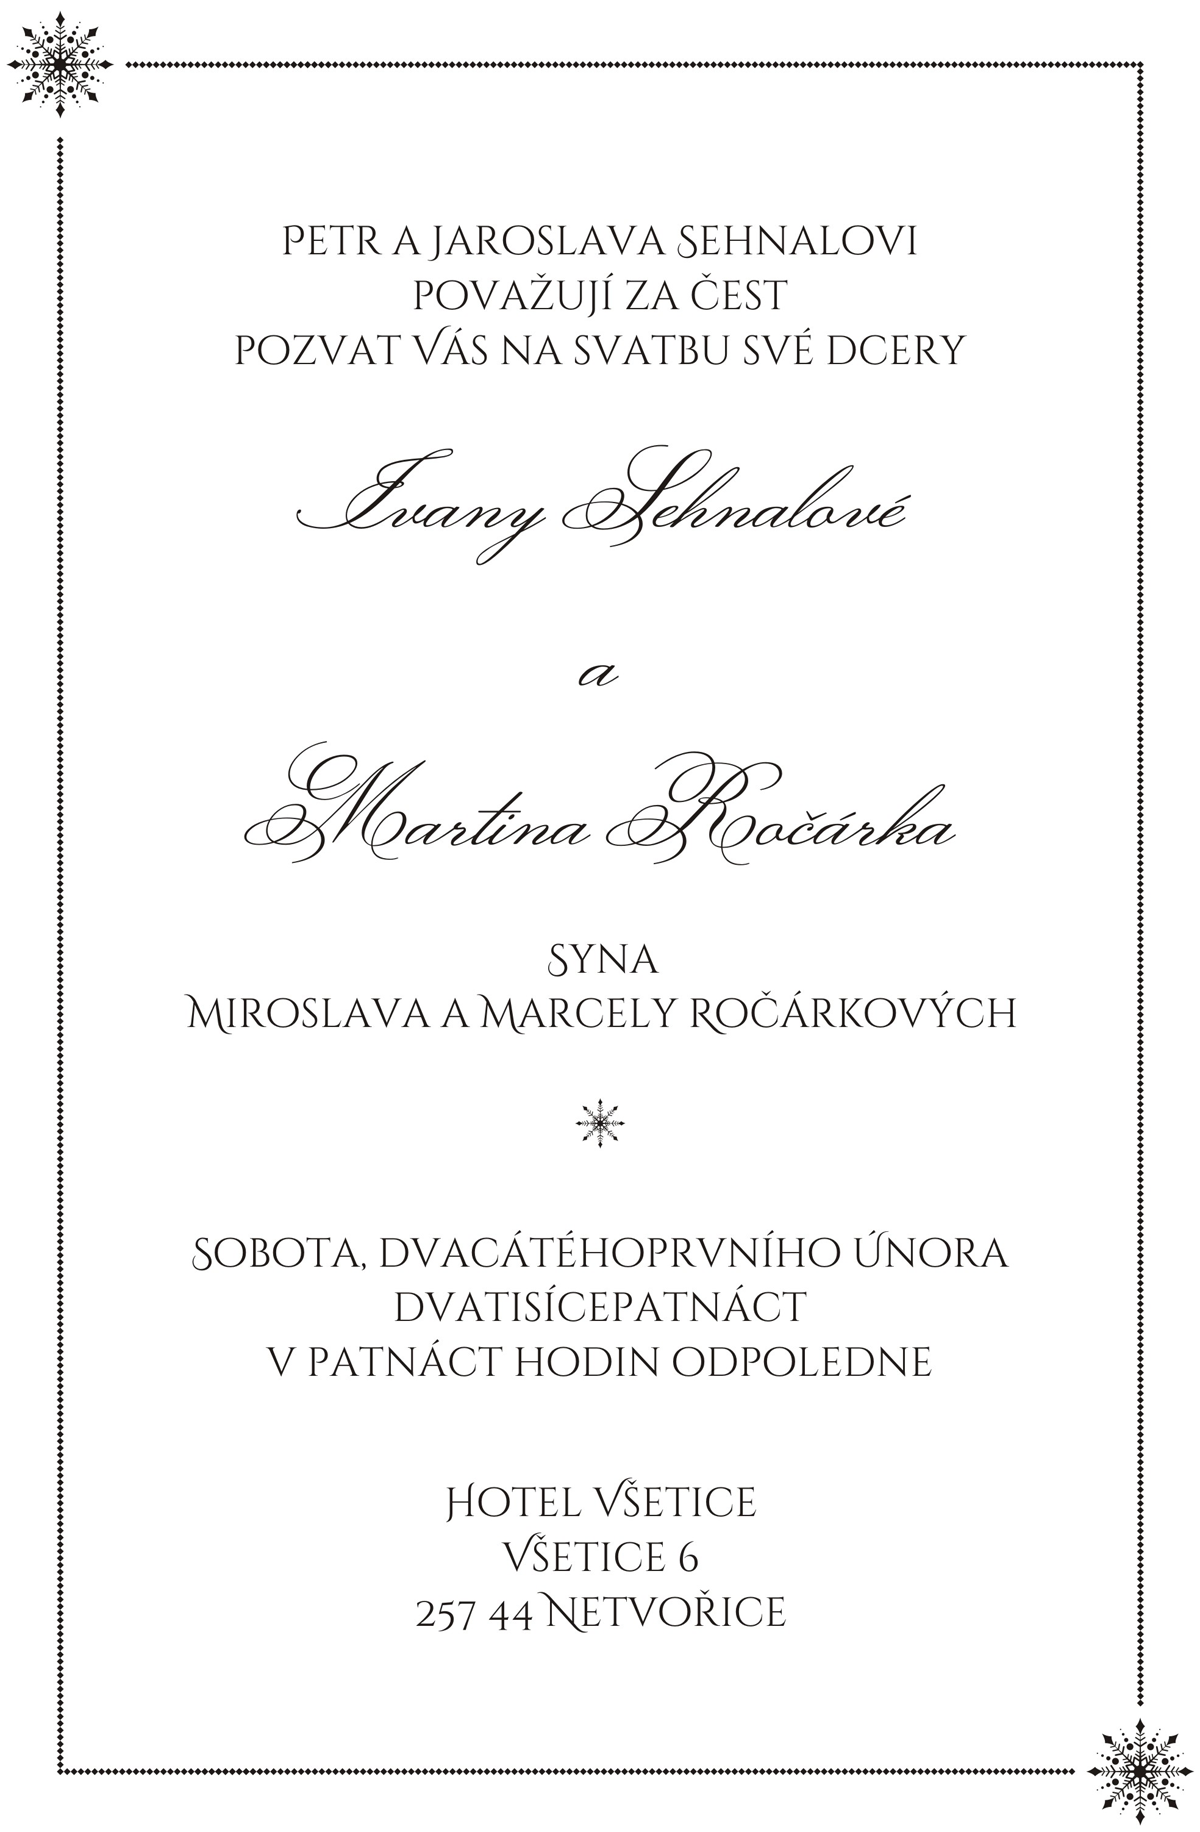 Petr a Jaroslava Sehnalovi
považují za čest
pozvat Vás na svatbu své dcery
Ivany Sehnalové
a
Martina Ročárka
syna
Miroslava a Marcely Ročárkových
Sobota, dvacátéhoprvního Února
dvatisícepatnáct
v patnáct hodin odpoledne
Hotel Všetice
Všetice 6
257 44 Netvořice